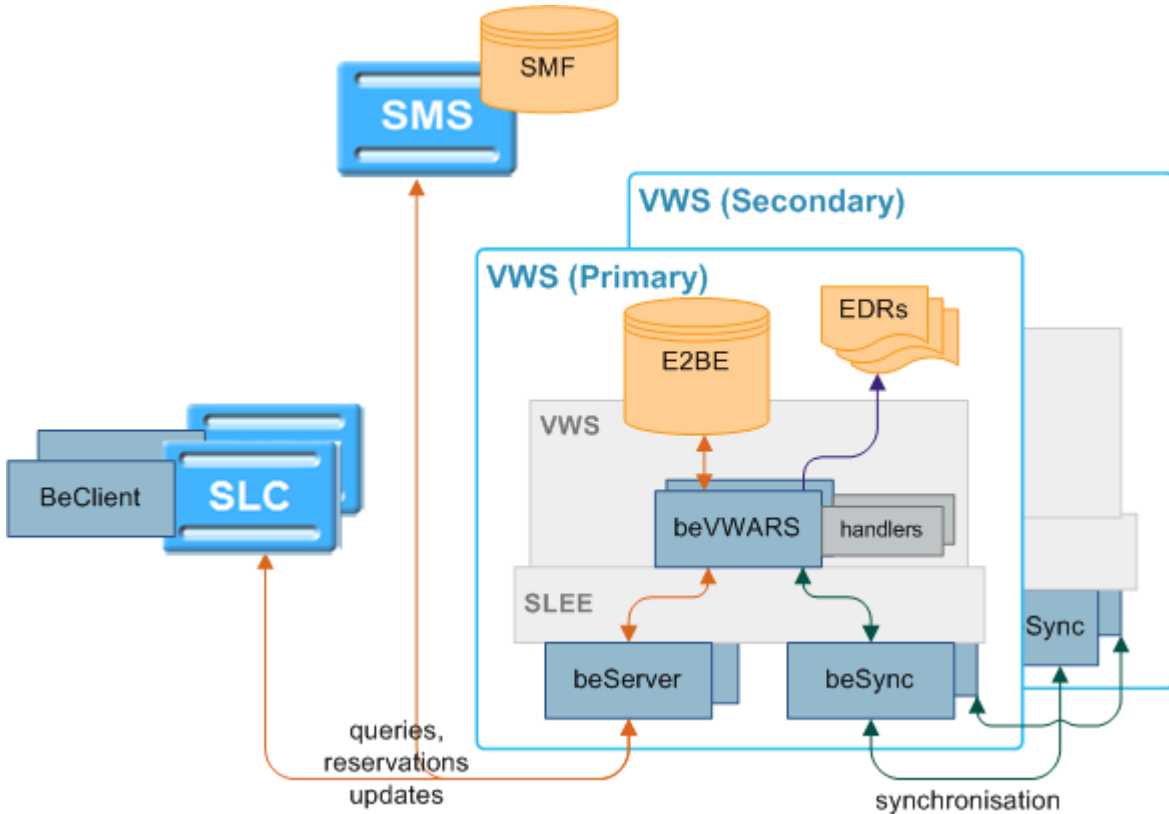 SMF
SMS
VWS (Secondary)
VWS (Primary)
EDRs
E2BE
VWS
BeClient
SLC
beVWARS
handlers
SLEE
Sync
beServer
beSync
queries,
reservations
updates
synchronisation